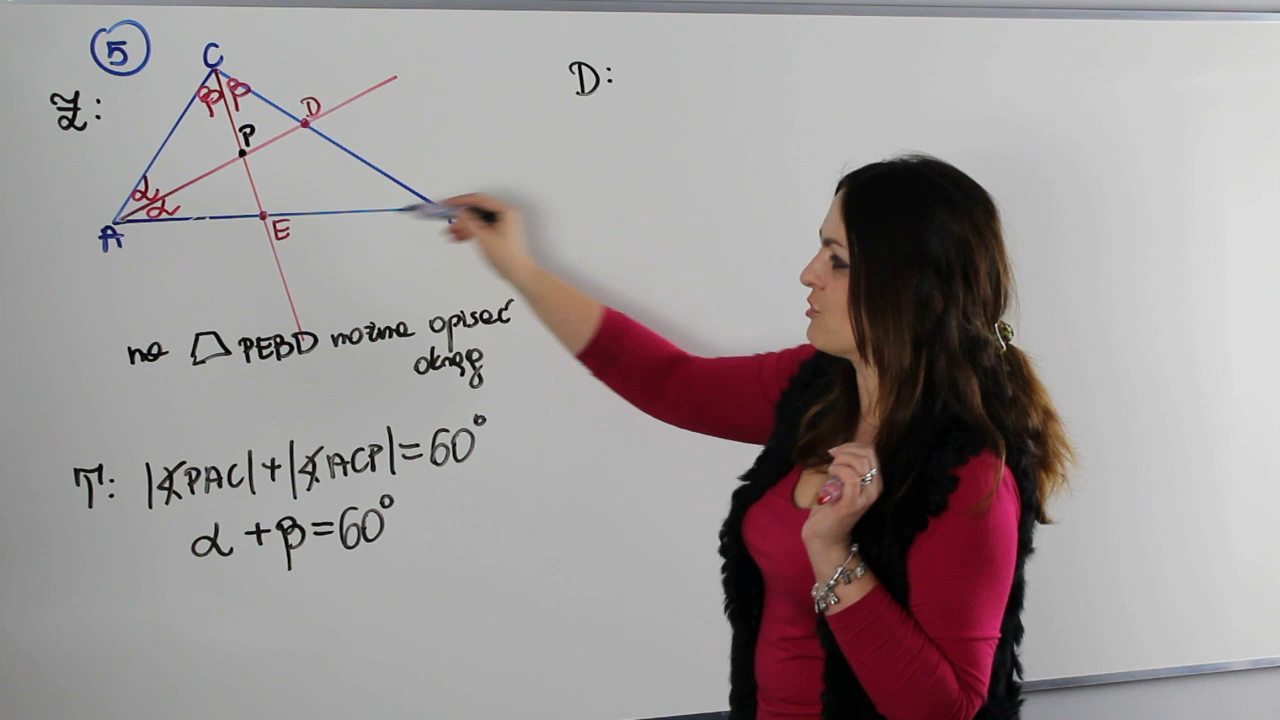 5
Z:
C
β β
D
P
α
α
A
E
na ▱ PEBD można opisać
okrąg
T: |∡PAC|+|∡ACP|=60°
α+β=60°
D: